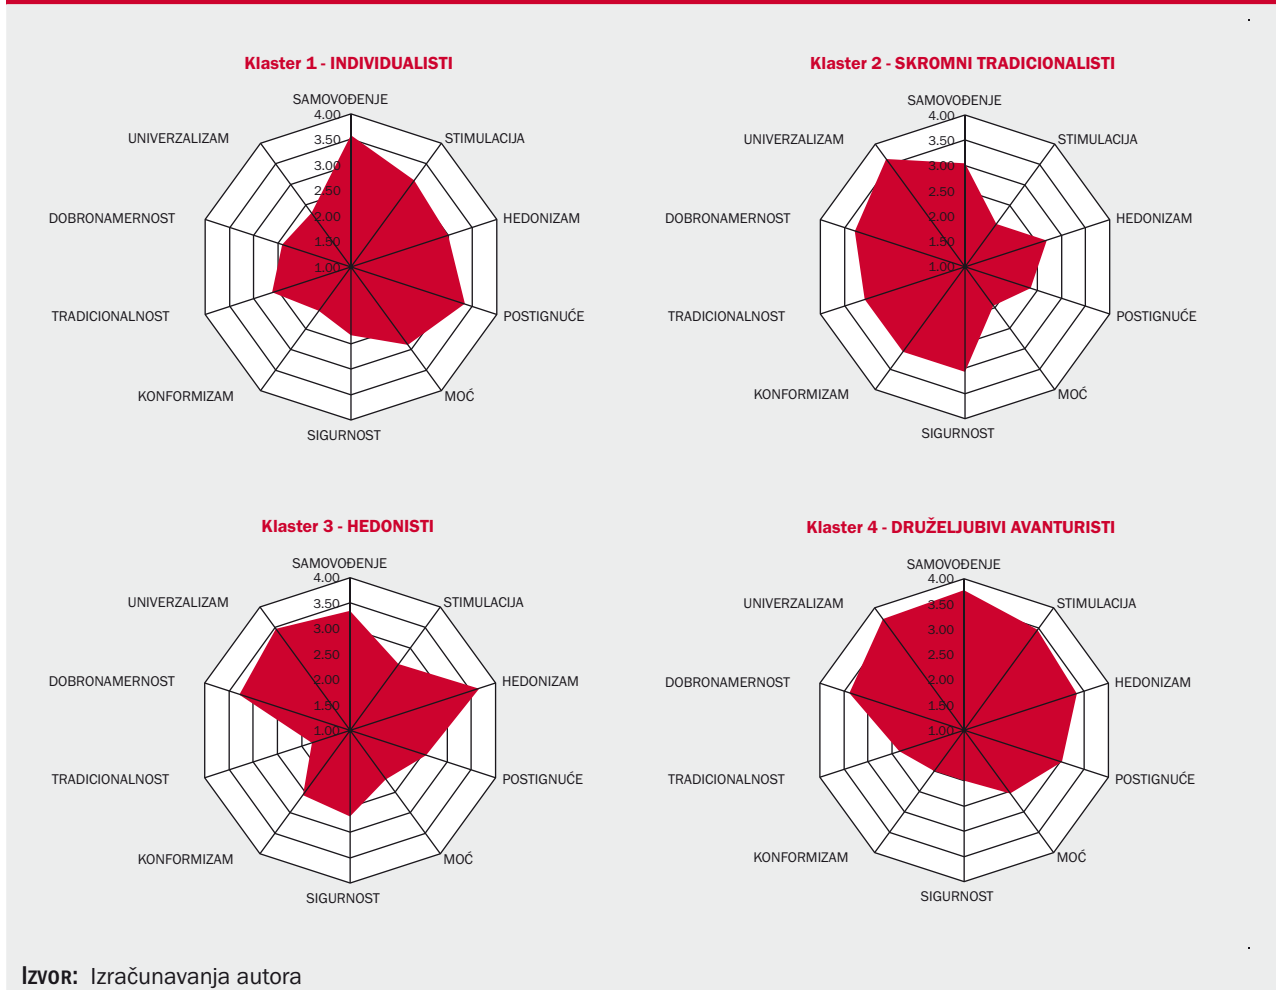 Klaster 1 - INDIVIDUALISTI
SAMOVOĐENJE
4.00
UNIVERZALIZAM
3.50
STIMULACIJA
3.00
2.50
DOBRONAMERNOST
2.00
HEDONIZAM
1.50
1.00
TRADICIONALNOST
POSTIGNUĆE
KONFORMIZAM
MOĆ
SIGURNOST
Klaster 2 - SKROMNI TRADICIONALISTI
SAMOVOĐENJE
4.00
UNIVERZALIZAM
3.50
STIMULACIJA
3.00
2.50
DOBRONAMERNOST
2.00
HEDONIZAM
1.50
1.00
TRADICIONALNOST
POSTIGNUĆE
KONFORMIZAM
MOĆ
SIGURNOST
Klaster 3 - HEDONISTI
SAMOVOĐENJE
4.00
UNIVERZALIZAM
3.50
STIMULACIJA
3.00
2.50
DOBRONAMERNOST
2.00
HEDONIZAM
1.50
1.00
TRADICIONALNOST
POSTIGNUĆE
KONFORMIZAM
MOĆ
SIGURNOST
Klaster 4 - DRUŽELJUBIVI AVANTURISTI
SAMOVOĐENJE
4.00
UNIVERZALIZAM
3.50
STIMULACIJA
3.00
2.50
DOBRONAMERNOST
2.00
HEDONIZAM
1.50
1.00
TRADICIONALNOST
POSTIGNUĆE
KONFORMIZAM
MOĆ
SIGURNOST
IZVOR: Izračunavanja autora